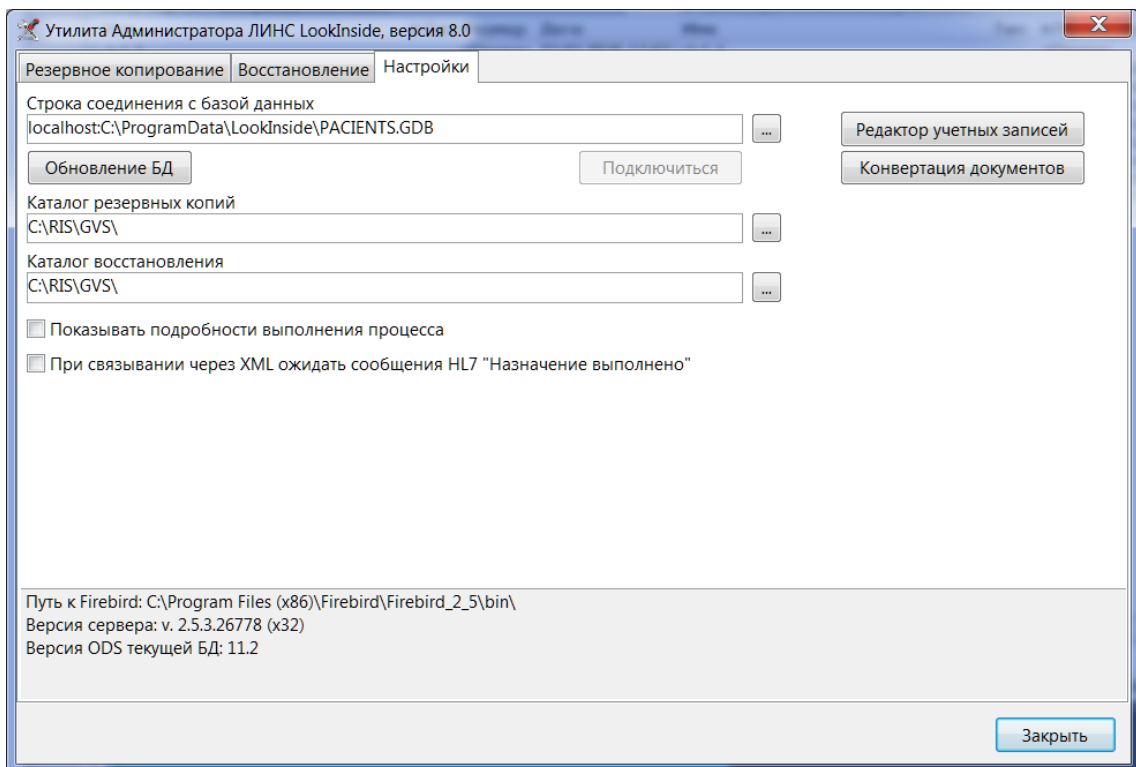 Утилита Администратора ЛИНС LookInside, версия 8.0
X
Резервное копирование Восстановление Настройки
Строка соединения с базой данных
localhost:C:\ProgramData\LookInside\PACIENTS.GDB ... Редактор учетных записей
Обновление БД Подключиться Конвертация документов
Каталог резервных копий
C:\RIS\GVS\ ...
Каталог восстановления
C:\RIS\GVS\ ...
Показывать подробности выполнения процесса
При связывании через XML ожидать сообщения HL7 "Назначение выполнено"
Путь к Firebird: C:\Program Files (x86)\Firebird\Firebird_2_5\bin\
Версия сервера: v. 2.5.3.26778 (x32)
Версия ODS текущей БД: 11.2
Закрыть